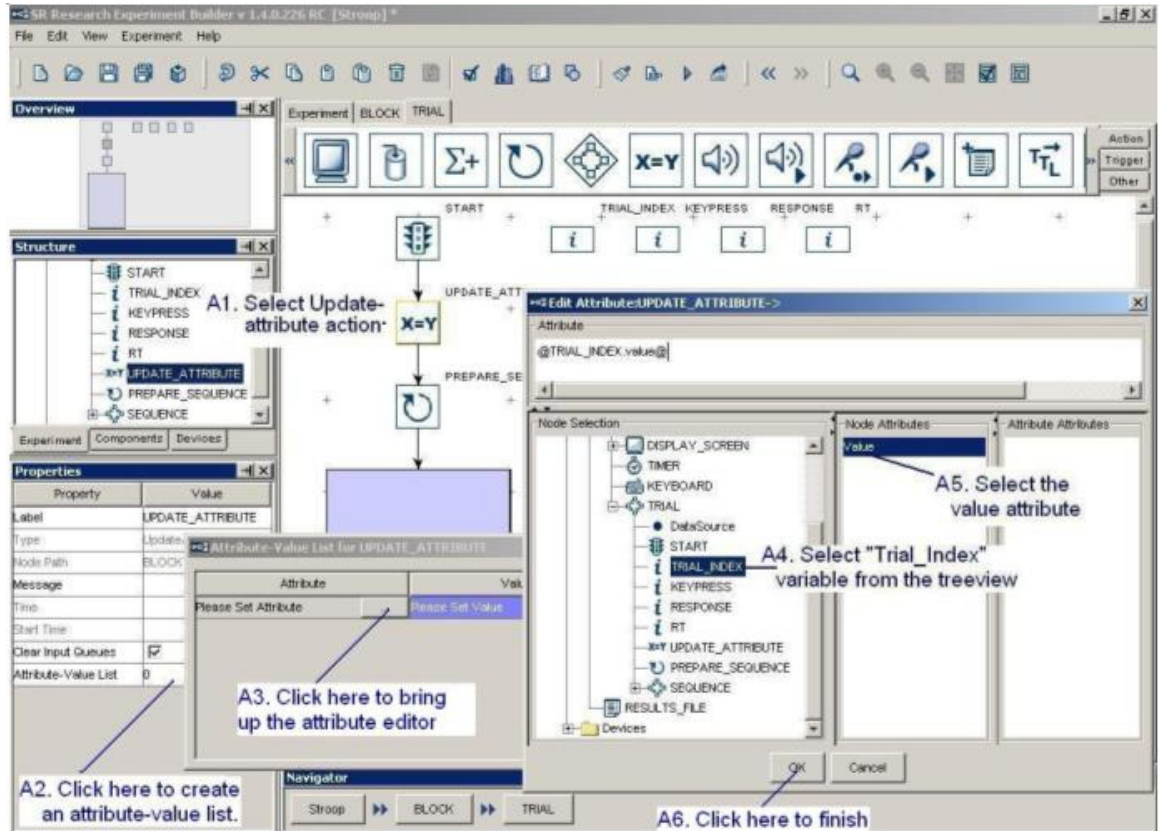 SR Research Experiment Builder v 1.4.0.226 RC [Stroop] *
File Edit View Experiment Help
Overview
Experiment BLOCK TRIAL
Σ+
X=Y
TTL
Action
Trigger
Other
START
TRIAL_INDEX KEYPRESS RESPONSE RT
i i i i
Structure
START
i TRIAL_INDEX
i KEYPRESS
i RESPONSE
i RT
X=Y UPDATE_ATTRIBUTE
PREPARE_SEQUENCE
SEQUENCE
Experiment Components Devices
A1. Select Update-
attribute action
UPDATE_ATT
X=Y
PREPARE_SE
Edit Attribute:UPDATE_ATTRIBUTE->
Attribute
@TRIAL_INDEX.value@
Node Selection
DISPLAY_SCREEN
TIMER
KEYBOARD
TRIAL
DataSource
START
i TRIAL_INDEX
i KEYPRESS
i RESPONSE
i RT
X=Y UPDATE_ATTRIBUTE
PREPARE_SEQUENCE
SEQUENCE
RESULTS_FILE
Devices
Node Attributes
Value
Attribute Attributes
A5. Select the
value attribute
A4. Select "Trial_Index"
variable from the treeview
OK Cancel
A6. Click here to finish
Properties
Property Value
Label UPDATE_ATTRIBUTE
Type Update
Node Path BLOCK
Message
Time
Start Time
Clear Input Queues
Attribute-Value List 0
Attribute-Value List for UPDATE_ATTRIBUTE
Attribute Val
Please Set Attribute Please Set Value
A3. Click here to bring
up the attribute editor
A2. Click here to create
an attribute-value list.
Navigator
Stroop BLOCK TRIAL